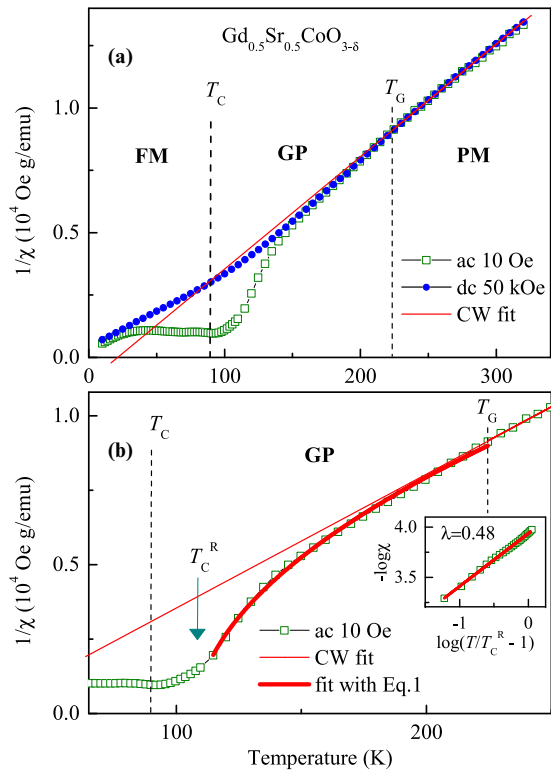 Gd0.5Sr0.5CoO3-δ
(a)
TC
TG
FM
GP
PM
1/χ (10^4 Oe g/emu)
1.0
0.5
0.0
ac 10 Oe
dc 50 kOe
CW fit
0
100
200
300
(b)
TC
GP
TG
TC^R
1/χ (10^4 Oe g/emu)
1.0
0.5
0.0
-logχ
4.0
3.75
λ=0.48
-1
0
log(T/TC^R - 1)
ac 10 Oe
CW fit
fit with Eq.1
100
200
Temperature (K)